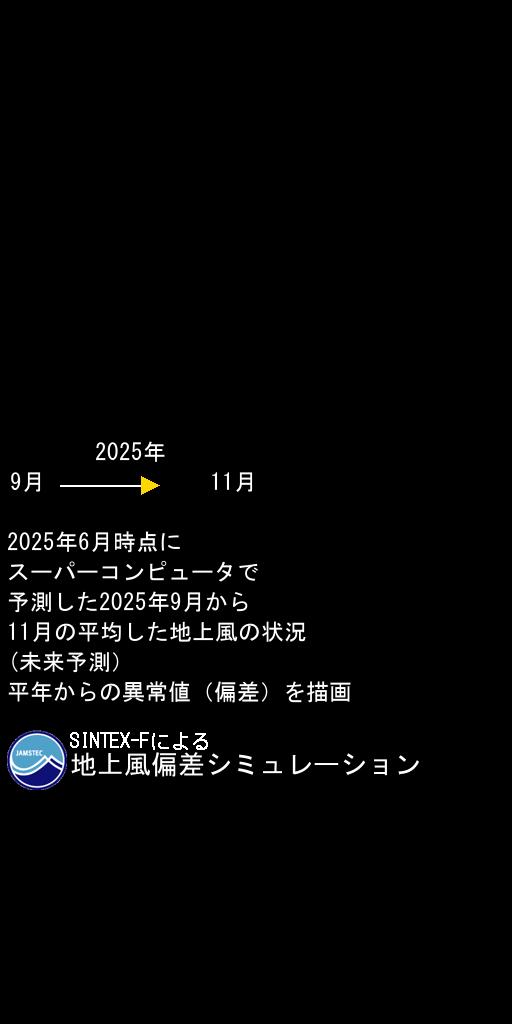 2025年
9月 11月
2025年6月時点に
スーパーコンピュータで
予測した2025年9月から
11月の平均した地上風の状況
(未来予測)
平年からの異常値（偏差）を描画
SINTEX-Fによる
JAMSTEC
地上風偏差シミュレーション